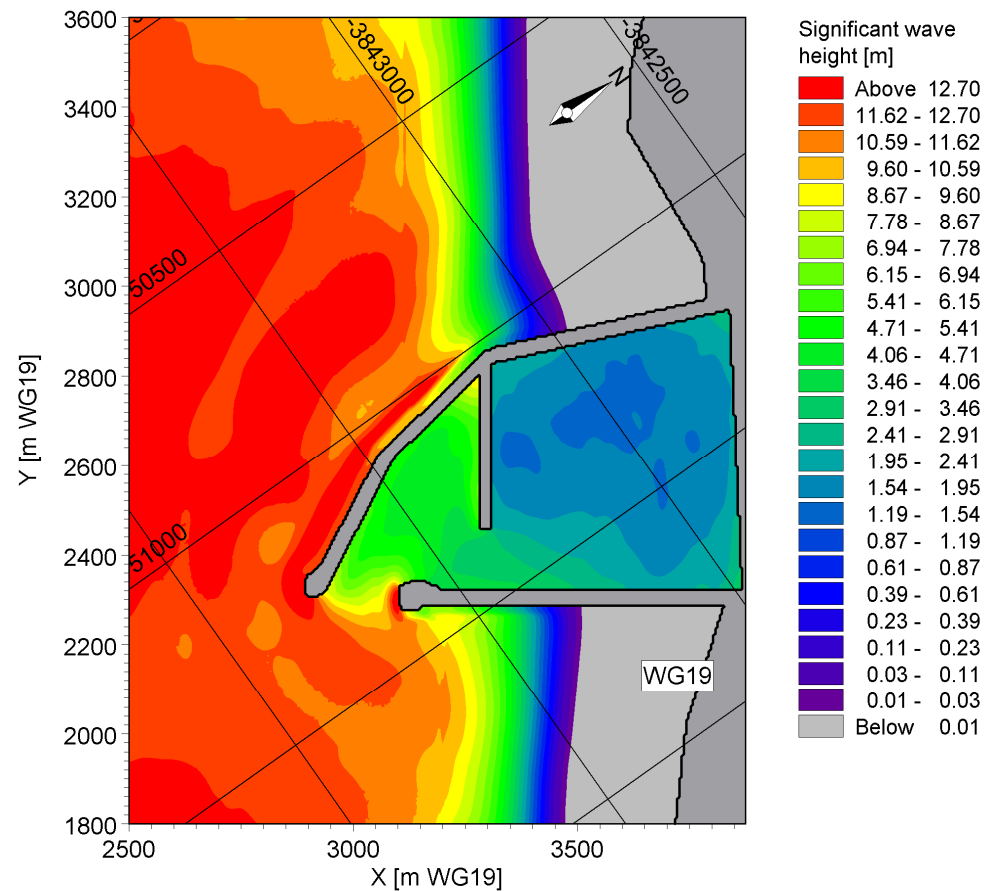 3600
3400
3200
3000
2800
2600
2400
2200
2000
1800
Y [m WG19]
2500
3000
3500
X [m WG19]
-3843000
-3842500
N
50500
51000
WG19
Significant wave
height [m]
Above 12.70
11.62 - 12.70
10.59 - 11.62
9.60 - 10.59
8.67 - 9.60
7.78 - 8.67
6.94 - 7.78
6.15 - 6.94
5.41 - 6.15
4.71 - 5.41
4.06 - 4.71
3.46 - 4.06
2.91 - 3.46
2.41 - 2.91
1.95 - 2.41
1.54 - 1.95
1.19 - 1.54
0.87 - 1.19
0.61 - 0.87
0.39 - 0.61
0.23 - 0.39
0.11 - 0.23
0.03 - 0.11
0.01 - 0.03
Below 0.01